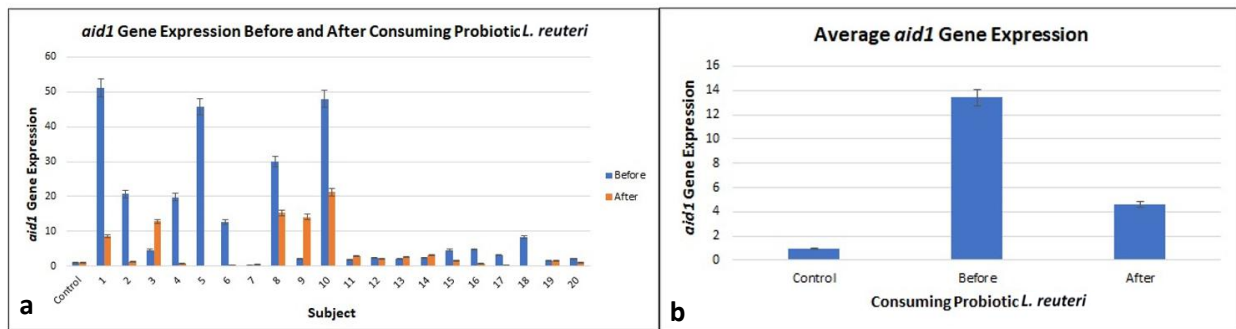 aid1 Gene Expression Before and After Consuming Probiotic L. reuteri
60
50
40
30
20
10
0
aid1 Gene Expression
Control 1 2 3 4 5 6 7 8 9 10 11 12 13 14 15 16 17 18 19 20
Subject
Before
After
a
Average aid1 Gene Expression
16
14
12
10
8
6
4
2
0
aid1 Gene Expression
Control Before After
Consuming Probiotic L. reuteri
b